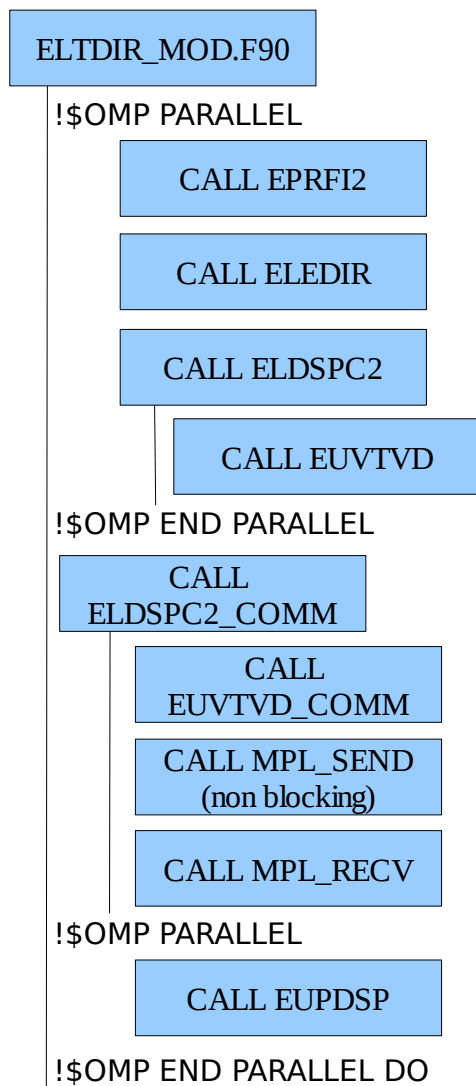 ELTDIR_MOD.F90
!$OMP PARALLEL
CALL EPRFI2
CALL ELEDIR
CALL ELDSPC2
CALL EUVTVD
!$OMP END PARALLEL
CALL
ELDSPC2_COMM
CALL
EUVTVD_COMM
CALL MPL_SEND
(non blocking)
CALL MPL_RECV
!$OMP PARALLEL
CALL EUPDSP
!$OMP END PARALLEL DO